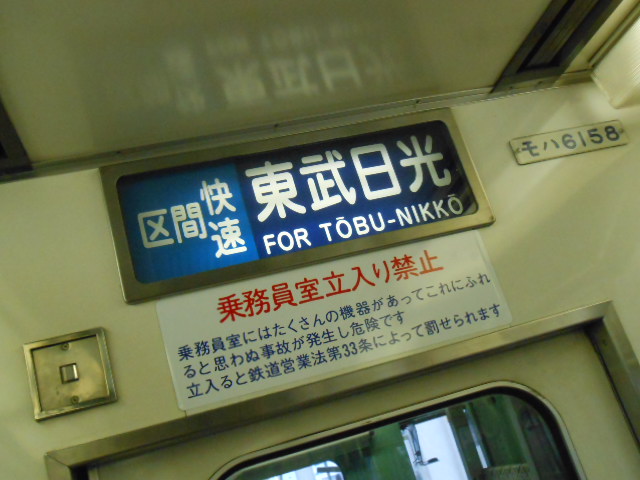 区間快速 東武日光
FOR TŌBU-NIKKŌ
モハ6158
乗務員室立入り禁止
乗務員室にはたくさんの機器があってこれにふれ
ると思わぬ事故が発生し危険です
立入ると鉄道営業法第33条によって罰せられます